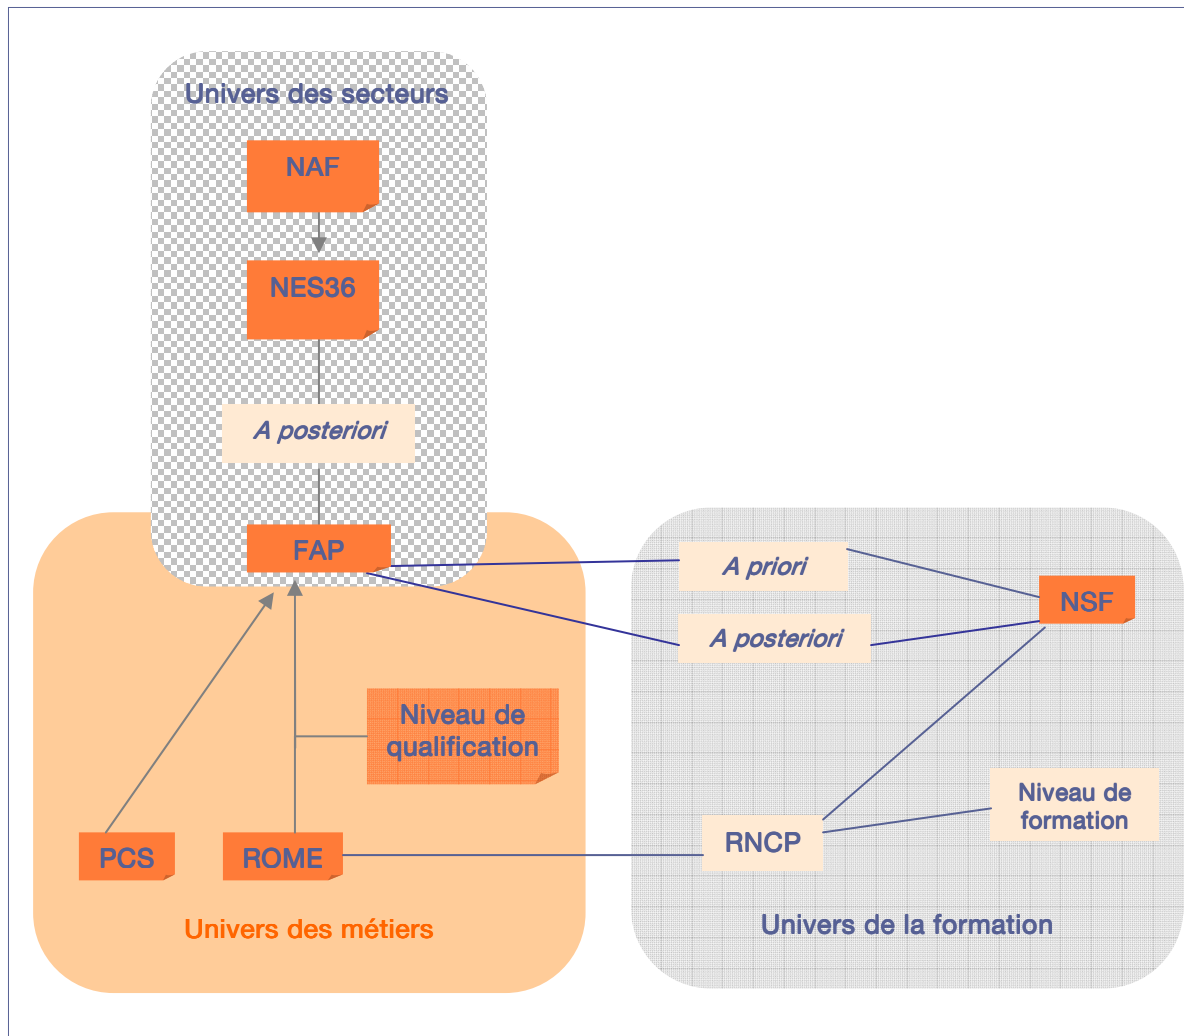 Univers des secteurs
NAF
NES36
A posteriori
FAP
A priori
NSF
A posteriori
Niveau de
qualification
Niveau de
formation
PCS
ROME
RNCP
Univers des métiers
Univers de la formation